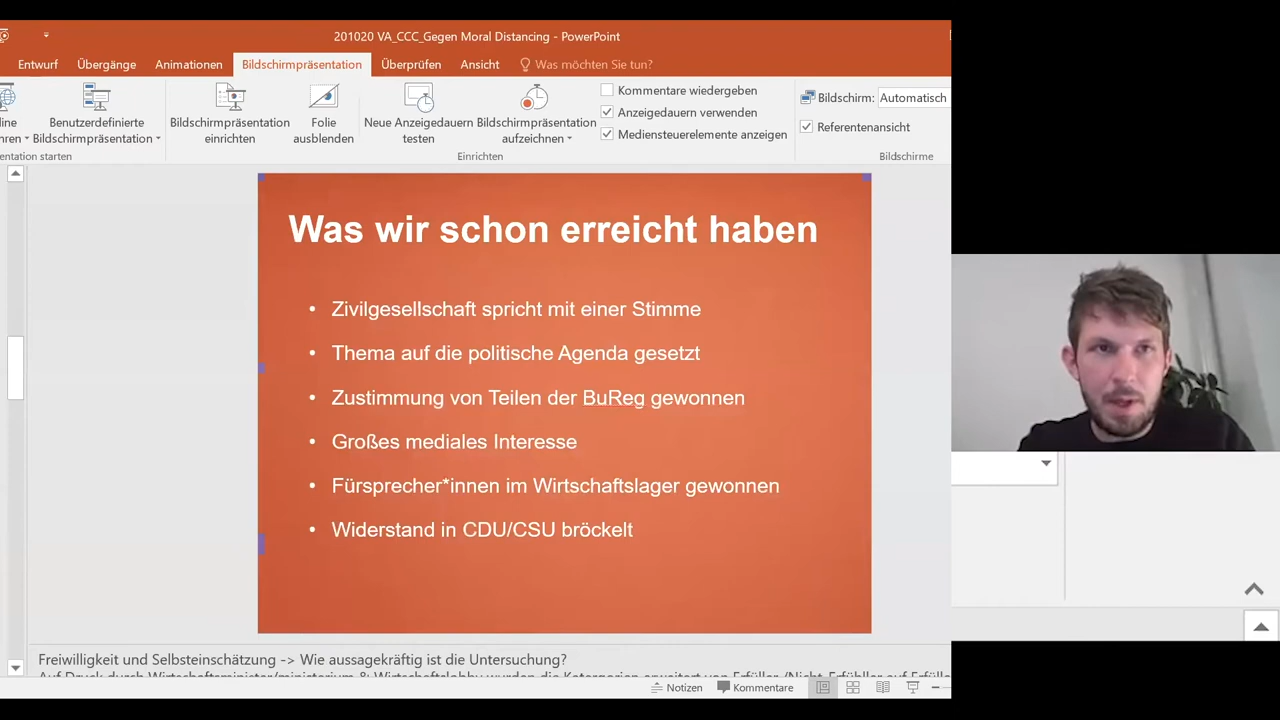 201020 VA_CCC_Gegen Moral Distancing - PowerPoint
Entwurf Übergänge Animationen Bildschirmpräsentation Überprüfen Ansicht Was möchten Sie tun?
Benutzerdefinierte
Bildschirmpräsentation
Bildschirmpräsentation
einrichten
Folie
ausblenden
Neue Anzeigedauern
testen
Bildschirmpräsentation
aufzeichnen
Kommentare wiedergeben
Anzeigedauern verwenden
Mediensteuerelemente anzeigen
Bildschirm: Automatisch
Referentenansicht
Einrichten
Bildschirme
Was wir schon erreicht haben
• Zivilgesellschaft spricht mit einer Stimme
• Thema auf die politische Agenda gesetzt
• Zustimmung von Teilen der BuReg gewonnen
• Großes mediales Interesse
• Fürsprecher*innen im Wirtschaftslager gewonnen
• Widerstand in CDU/CSU bröckelt
Freiwilligkeit und Selbsteinschätzung -> Wie aussagekräftig ist die Untersuchung?
Notizen Kommentare